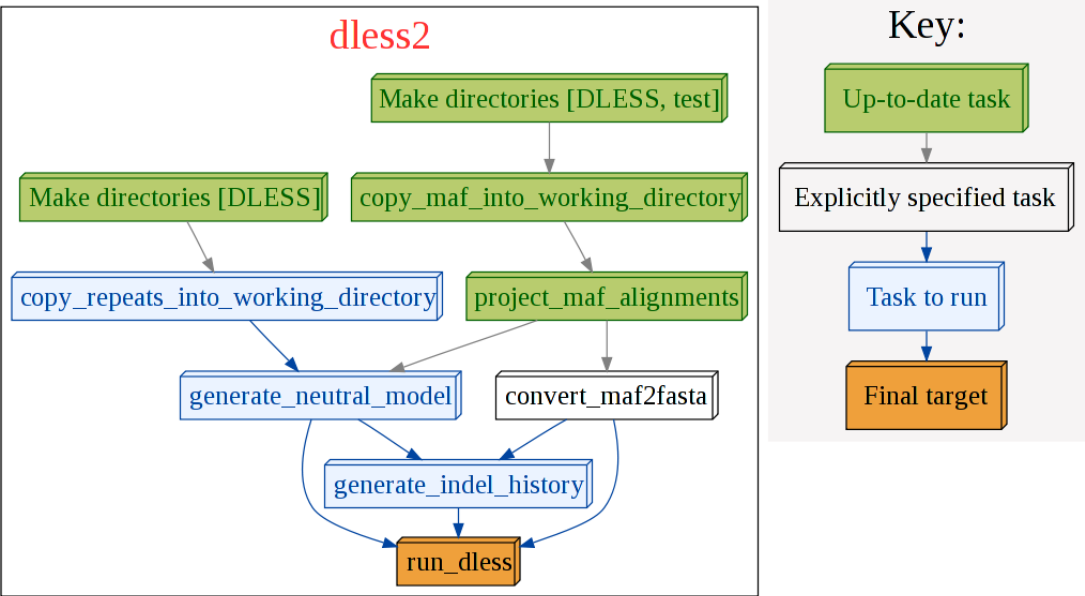 dless2
Make directories [DLESS, test]
Make directories [DLESS]
copy_maf_into_working_directory
copy_repeats_into_working_directory
project_maf_alignments
generate_neutral_model
convert_maf2fasta
generate_indel_history
run_dless
Key:
Up-to-date task
Explicitly specified task
Task to run
Final target